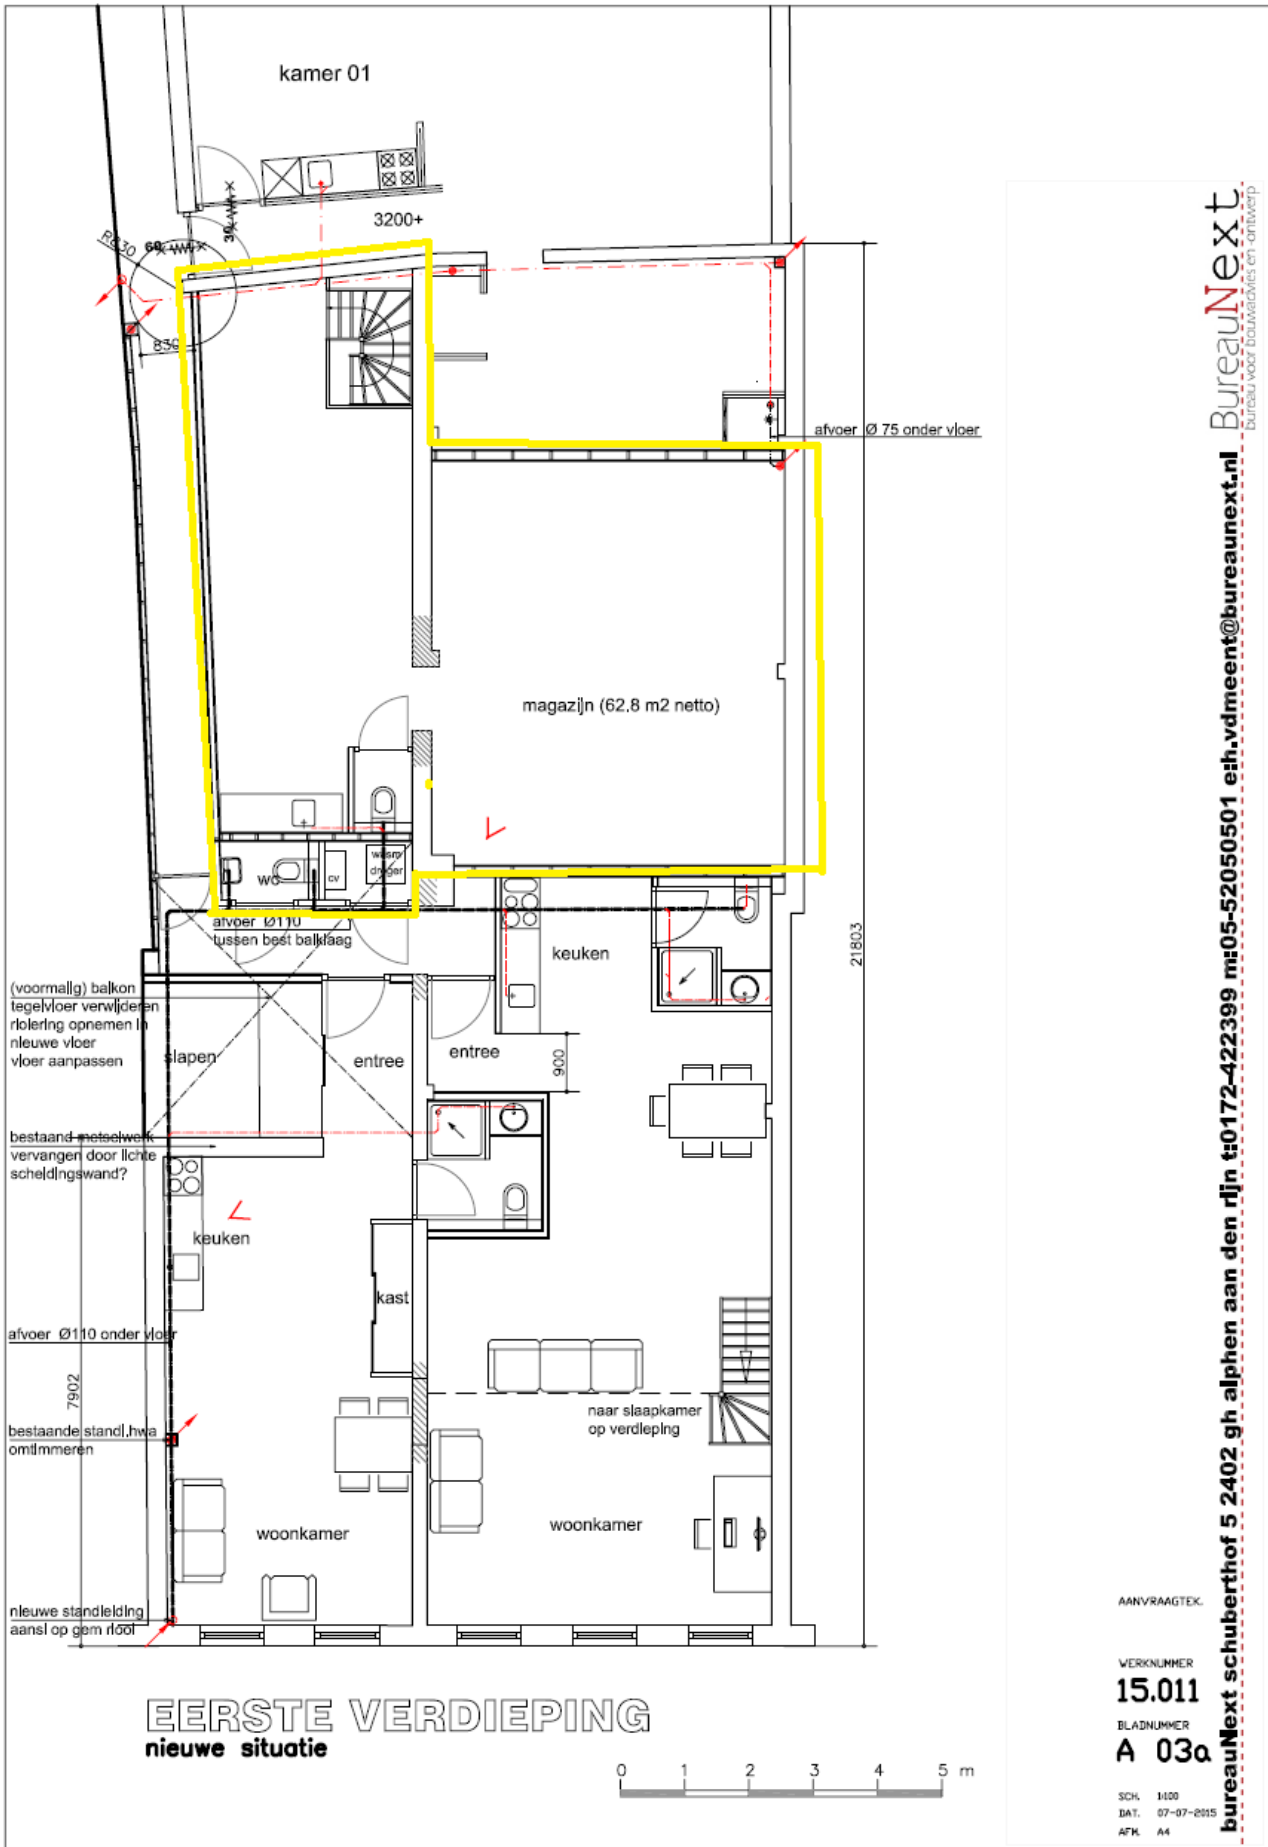 kamer 01
3200+
R830
60
30
830
afvoer Ø 75 onder vloer
magazijn (62.8 m2 netto)
wc
cv
wasm
droger
afvoer Ø110
tussen best balklaag
keuken
21803
(voormalig) balkon
tegelvloer verwijderen
riolering opnemen in
nieuwe vloer
vloer aanpassen
slapen
entree
entree
900
bestaand metselwerk
vervangen door lichte
scheidingswand?
keuken
kast
afvoer Ø110 onder vloer
7902
naar slaapkamer
op verdieping
bestaande standl.hwa
omtimmeren
woonkamer
woonkamer
nieuwe standleiding
aansl op gem riool
EERSTE VERDIEPING
nieuwe situatie
0 1 2 3 4 5 m
BureauNext
bureau voor bouwadvies en -ontwerp
bureauNext schuberthof 5 2402 gh alphen aan den rijn t:0172-422399 m:05-52050501 e:h.vdmeent@bureaunext.nl
AANVRAAGTEK.
WERKNUMMER
15.011
BLADNUMMER
A 03a
SCH. 1:100
DAT. 07-07-2015
AFM. A4